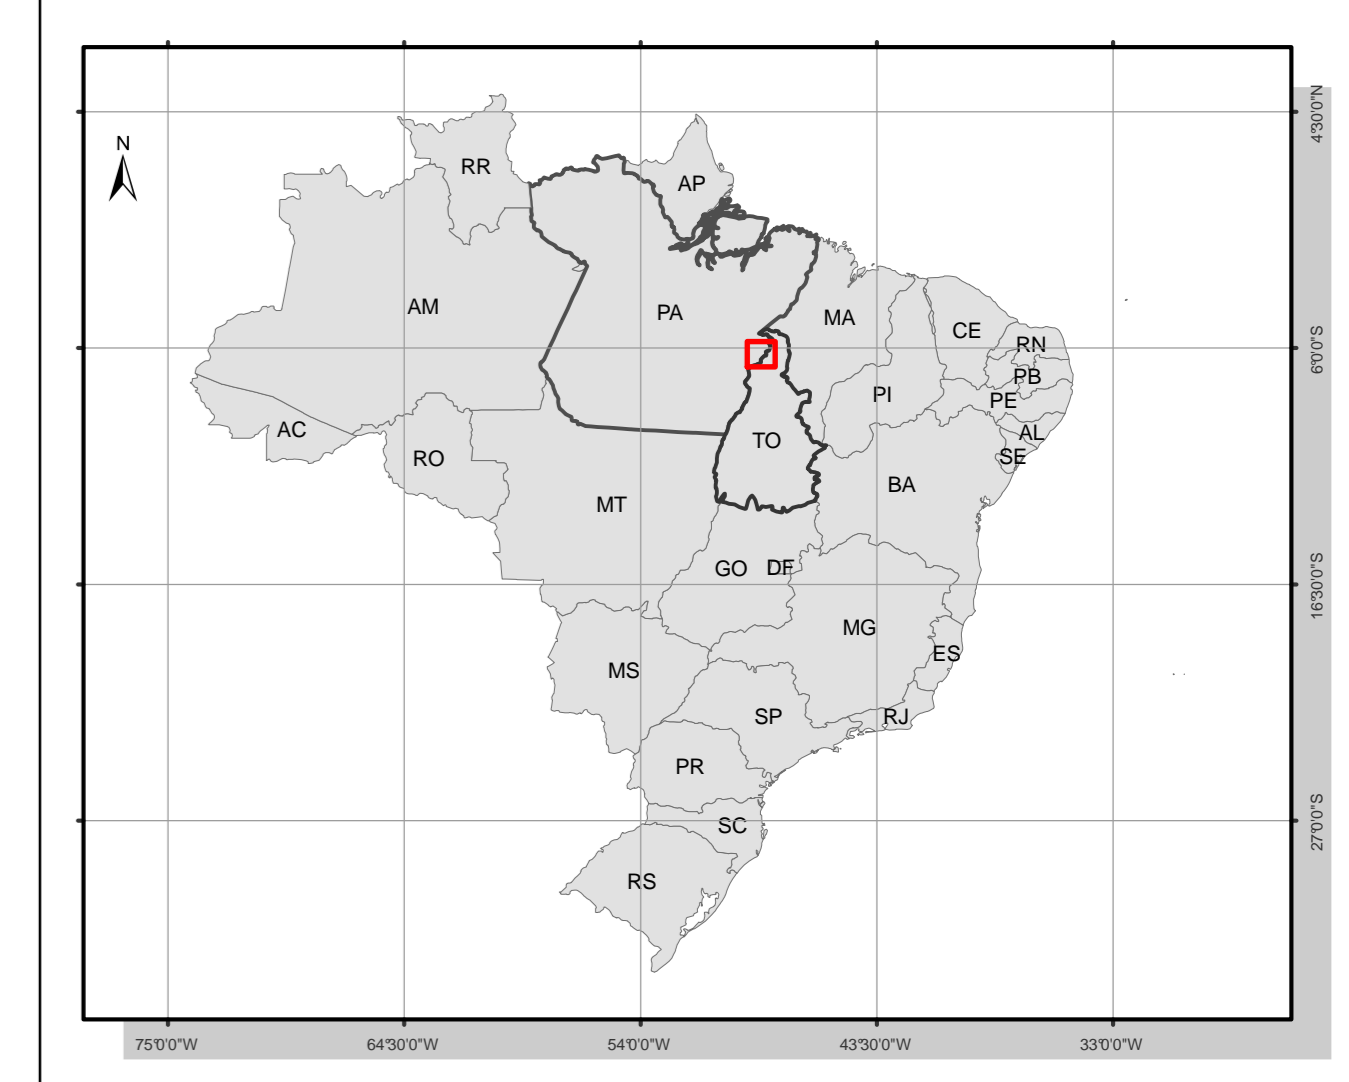 4°30'0"N
N
RR
AP
AM
PA
MA
CE
RN
PB
6°0'0"S
PI
PE
AC
TO
AL
RO
SE
BA
MT
GO
DF
16°30'0"S
MG
ES
MS
SP
RJ
PR
SC
27°0'0"S
RS
75°0'0"W 64°30'0"W 54°0'0"W 43°30'0"W 33°0'0"W